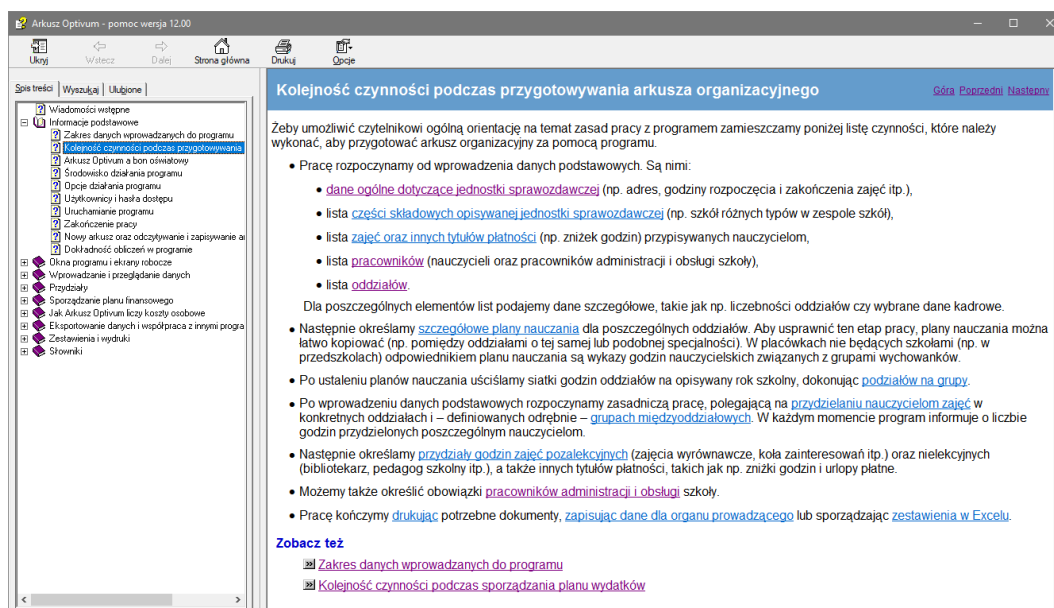 Arkusz Optivum - pomoc wersja 12.00
Ukryj Wstecz Dalej Strona główna Drukuj Opcje
Spis treści Wyszukaj Ulubione
Wiadomości wstępne
Informacje podstawowe
Zakres danych wprowadzanych do programu
Kolejność czynności podczas przygotowywania
Arkusz Optivum a bon oświatowy
Środowisko działania programu
Opcje działania programu
Użytkownicy i hasła dostępu
Uruchamianie programu
Zakończenie pracy
Nowy arkusz oraz odczytywanie i zapisywanie ar
Dokładność obliczeń w programie
Okna programu i ekrany robocze
Wprowadzanie i przeglądanie danych
Przydziały
Sporządzanie planu finansowego
Jak Arkusz Optivum liczy koszty osobowe
Eksportowanie danych i współpraca z innymi progra
Zestawienia i wydruki
Słowniki
Kolejność czynności podczas przygotowywania arkusza organizacyjnego
Góra Poprzedni Następny
Żeby umożliwić czytelnikowi ogólną orientację na temat zasad pracy z programem zamieszczamy poniżej listę czynności, które należy
wykonać, aby przygotować arkusz organizacyjny za pomocą programu.
• Pracę rozpoczynamy od wprowadzenia danych podstawowych. Są nimi:
• dane ogólne dotyczące jednostki sprawozdawczej (np. adres, godziny rozpoczęcia i zakończenia zajęć itp.),
• lista części składowych opisywanej jednostki sprawozdawczej (np. szkół różnych typów w zespole szkół),
• lista zajęć oraz innych tytułów płatności (np. zniżek godzin) przypisywanych nauczycielom,
• lista pracowników (nauczycieli oraz pracowników administracji i obsługi szkoły),
• lista oddziałów.
Dla poszczególnych elementów list podajemy dane szczegółowe, takie jak np. liczebności oddziałów czy wybrane dane kadrowe.
• Następnie określamy szczegółowe plany nauczania dla poszczególnych oddziałów. Aby usprawnić ten etap pracy, plany nauczania można
łatwo kopiować (np. pomiędzy oddziałami o tej samej lub podobnej specjalności). W placówkach nie będących szkołami (np. w
przedszkolach) odpowiednikiem planu nauczania są wykazy godzin nauczycielskich związanych z grupami wychowanków.
• Po ustaleniu planów nauczania uściślamy siatki godzin oddziałów na opisywany rok szkolny, dokonując podziałów na grupy.
• Po wprowadzeniu danych podstawowych rozpoczynamy zasadniczą pracę, polegającą na przydzielaniu nauczycielom zajęć w
konkretnych oddziałach i – definiowanych odrębnie – grupach międzyoddziałowych. W każdym momencie program informuje o liczbie
godzin przydzielonych poszczególnym nauczycielom.
• Następnie określamy przydziały godzin zajęć pozalekcyjnych (zajęcia wyrównawcze, koła zainteresowań itp.) oraz nielekcyjnych
(bibliotekarz, pedagog szkolny itp.), a także innych tytułów płatności, takich jak np. zniżki godzin i urlopy płatne.
• Możemy także określić obowiązki pracowników administracji i obsługi szkoły.
• Pracę kończymy drukując potrzebne dokumenty, zapisując dane dla organu prowadzącego lub sporządzając zestawienia w Excelu.
Zobacz też
Zakres danych wprowadzanych do programu
Kolejność czynności podczas sporządzania planu wydatków